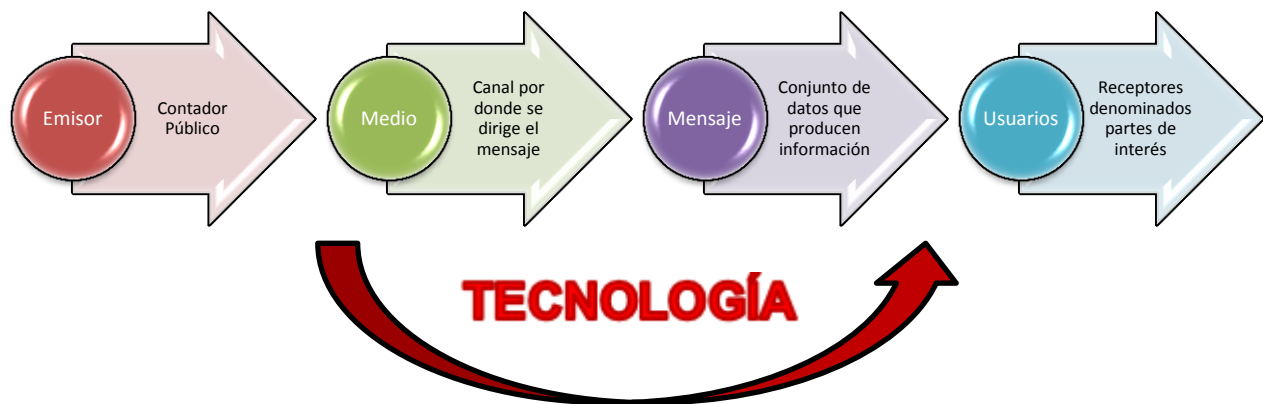 Emisor
Contador
Público
Medio
Canal por
donde se
dirige el
mensaje
Mensaje
Conjunto de
datos que
producen
información
Usuarios
Receptores
denominados
partes de
interés
TECNOLOGÍA